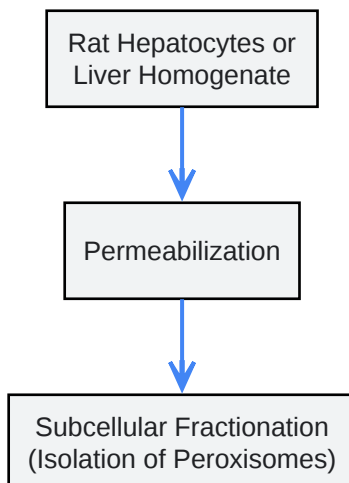 Rat Hepatocytes or
Liver Homogenate
Permeabilization
Subcellular Fractionation
(Isolation of Peroxisomes)